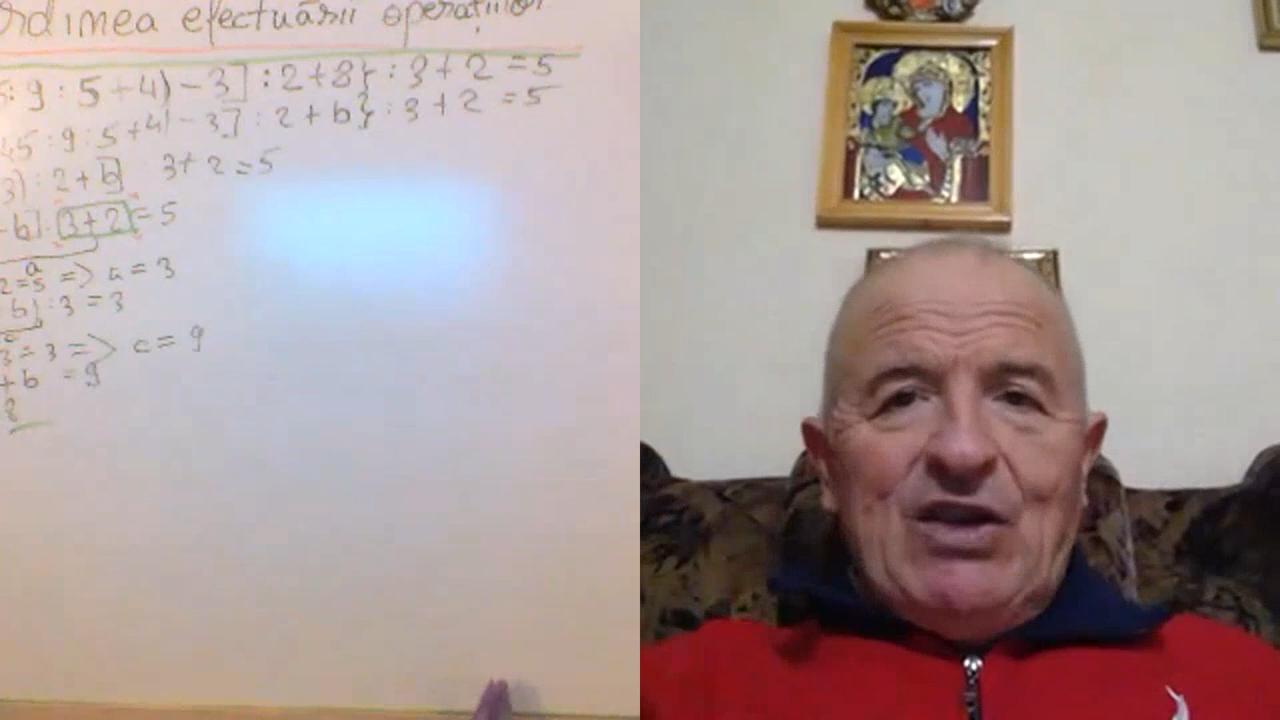 rdimea efectuării operațiilor
5:9:5+4)-3]:2+8}:3+2=5
45:9:5+4)-3]:2+b}:3+2=5
3):2+b] 3+2=5
-b]:3+2=5
a
2=5 => a=3
b}:3=3
c
3=3 => c=9
+b =9
8